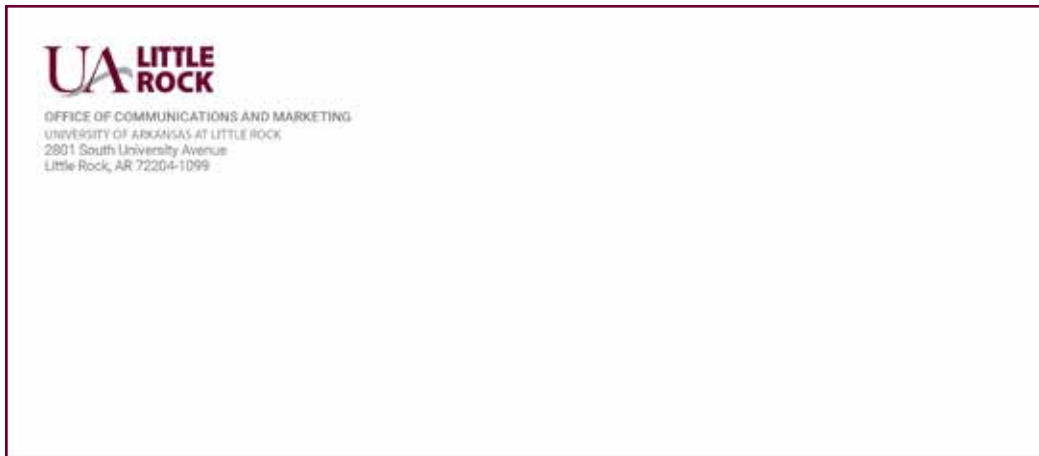 UA LITTLE
ROCK
OFFICE OF COMMUNICATIONS AND MARKETING
UNIVERSITY OF ARKANSAS AT LITTLE ROCK
2801 South University Avenue
Little Rock, AR 72204-1099